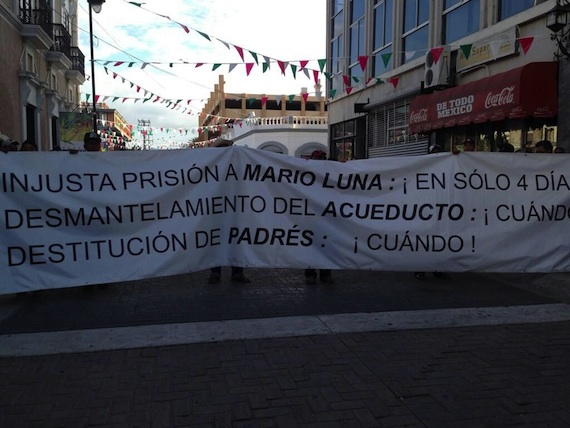 INJUSTA PRISIÓN A MARIO LUNA : ¡ EN SÓLO 4 DÍA
DESMANTELAMIENTO DEL ACUEDUCTO : ¡ CUÁNDO
DESTITUCIÓN DE PADRÉS : ¡ CUÁNDO !
DE TODO
MEXICO
Coca-Cola
Coca-Cola